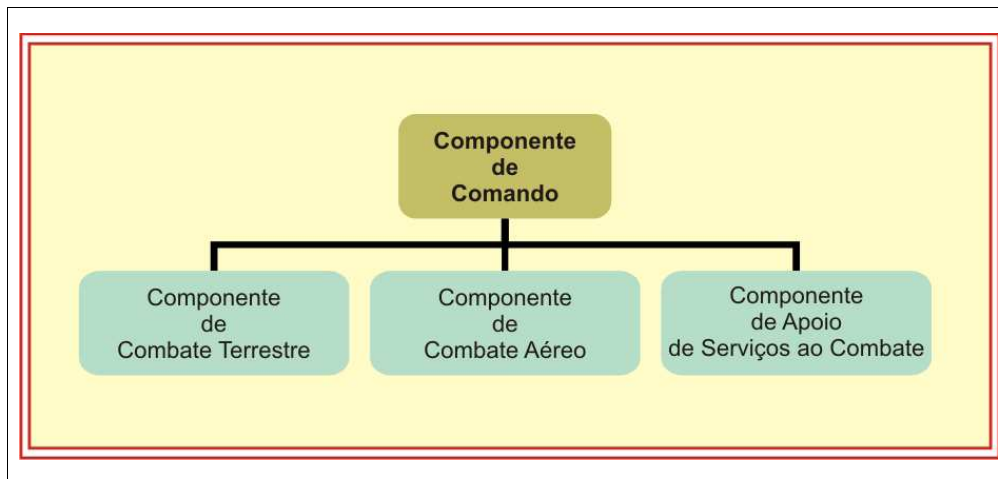 Componente
de
Comando
Componente
de
Combate Terrestre
Componente
de
Combate Aéreo
Componente
de Apoio
de Serviços ao Combate